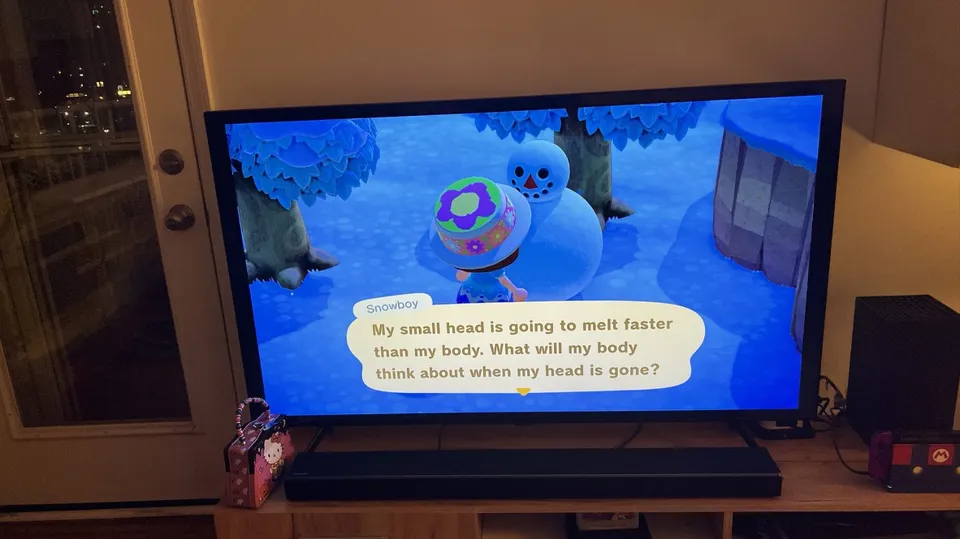 Snowboy
My small head is going to melt faster
than my body. What will my body
think about when my head is gone?
M